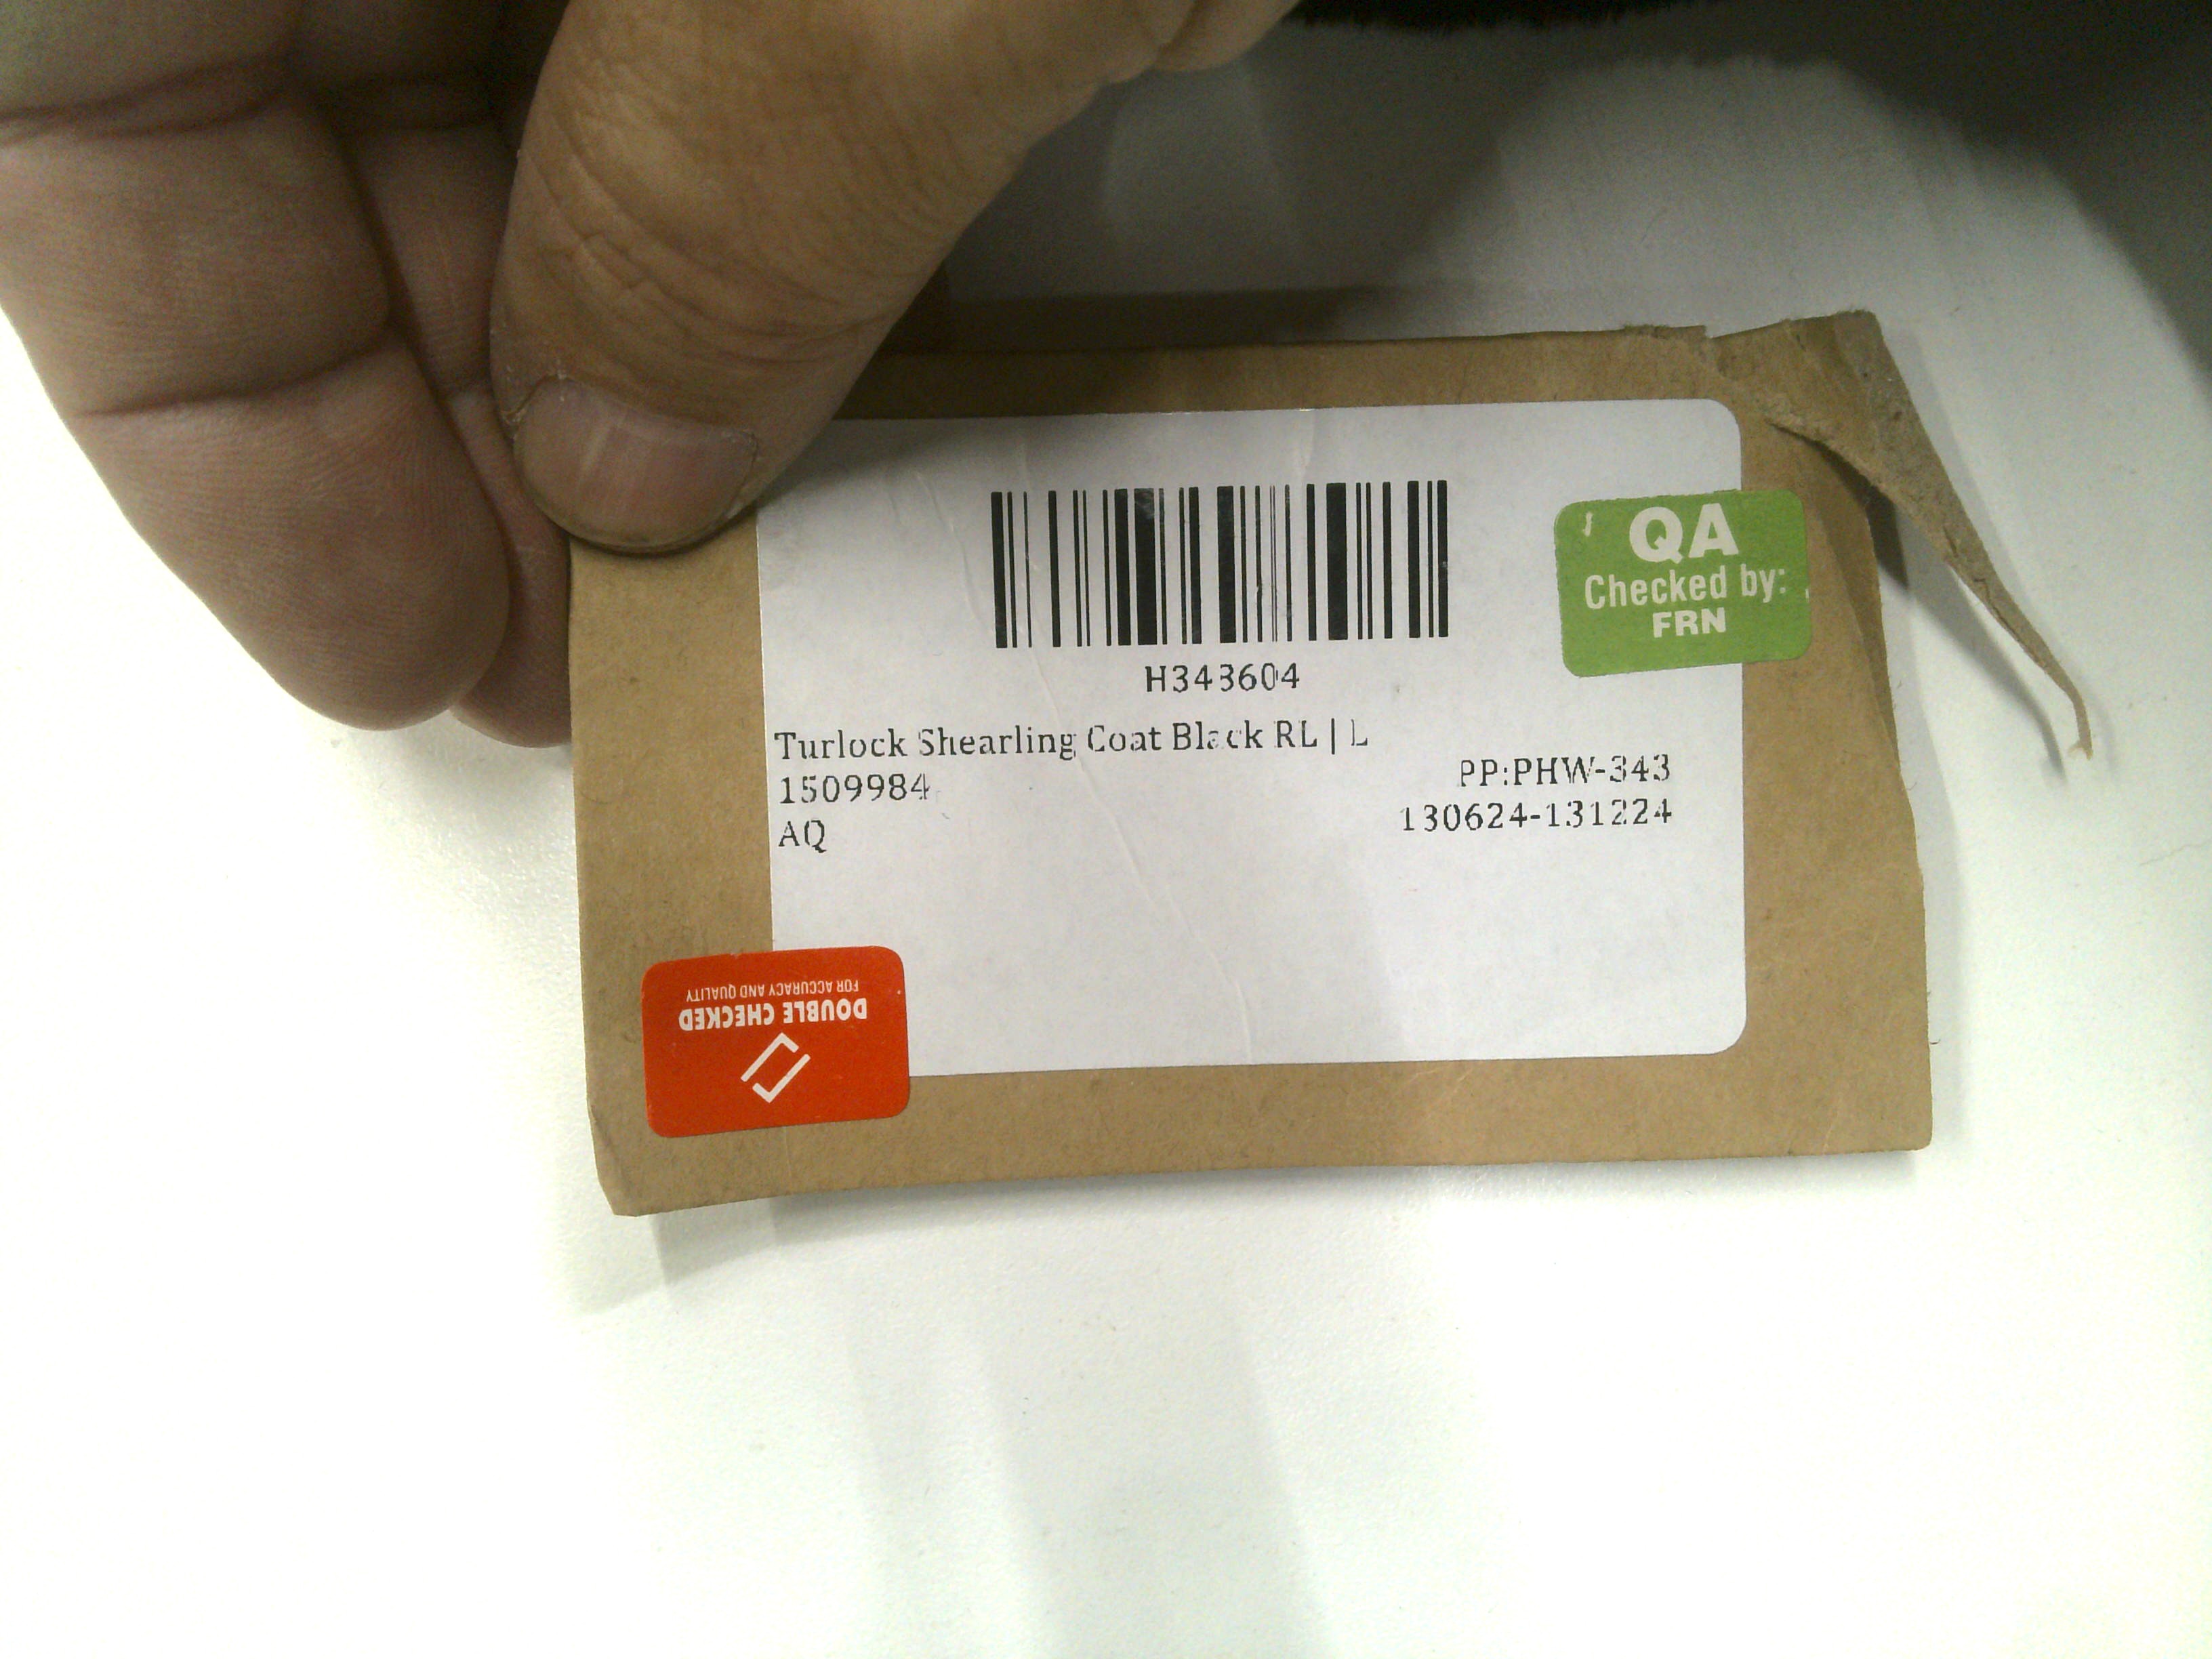 QA
Checked by:
FRN
H343604
Turlock Shearling Coat Black RL | L
1509984
AQ
PP:PHW-343
130624-131224
DOUBLE CHECKED
FOR ACCURACY AND QUALITY